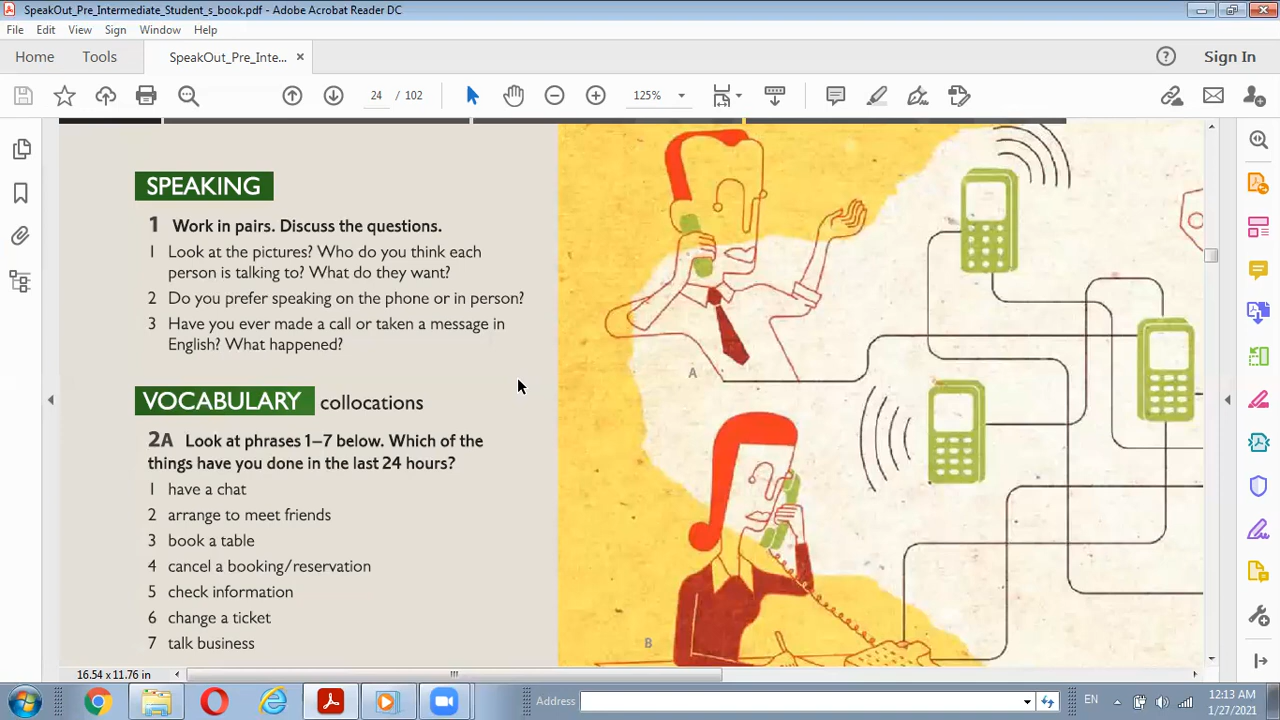 SpeakOut_Pre_Intermediate_Student_s_book.pdf - Adobe Acrobat Reader DC
File Edit View Sign Window Help
Home Tools SpeakOut_Pre_Inte... Sign In
24 / 102 125%
SPEAKING
1 Work in pairs. Discuss the questions.
1 Look at the pictures? Who do you think each
person is talking to? What do they want?
2 Do you prefer speaking on the phone or in person?
3 Have you ever made a call or taken a message in
English? What happened?
VOCABULARY collocations
2A Look at phrases 1–7 below. Which of the
things have you done in the last 24 hours?
1 have a chat
2 arrange to meet friends
3 book a table
4 cancel a booking/reservation
5 check information
6 change a ticket
7 talk business
A
B
16.54 x 11.76 in
Address
EN
12:13 AM
1/27/2021